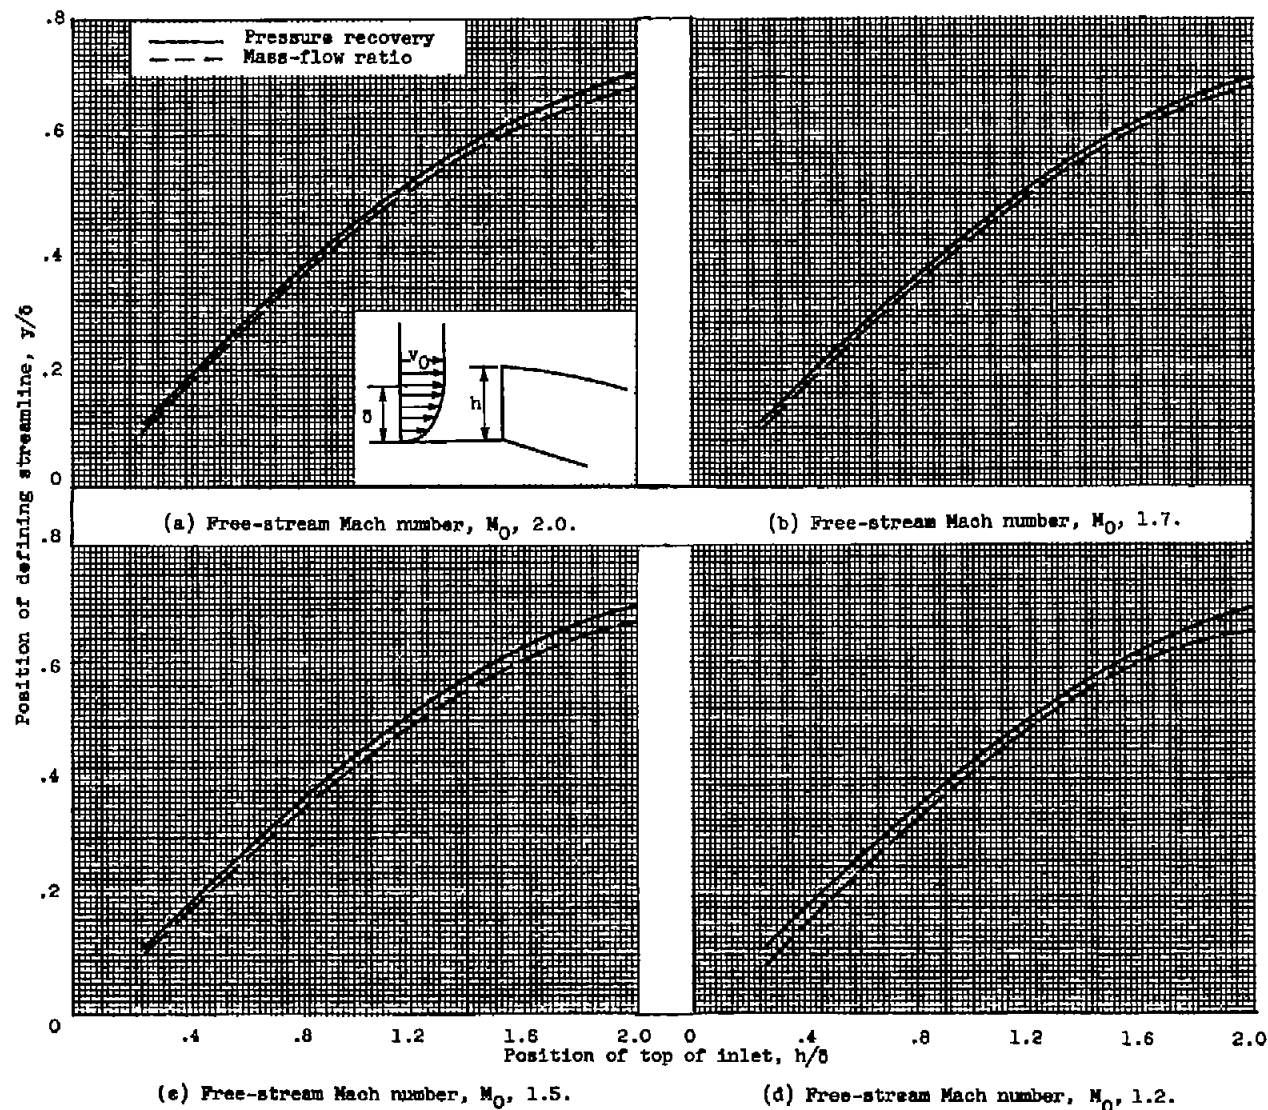 .8
Pressure recovery
Mass-flow ratio
.6
.4
.2
0
v0
δ
h
(a) Free-stream Mach number, M0, 2.0.
(b) Free-stream Mach number, M0, 1.7.
Position of defining streamline, y/δ
.8
.6
.4
.2
0
.4 .8 1.2 1.6 2.0 0 .4 .8 1.2 1.6 2.0
Position of top of inlet, h/δ
(c) Free-stream Mach number, M0, 1.5.
(d) Free-stream Mach number, M0, 1.2.